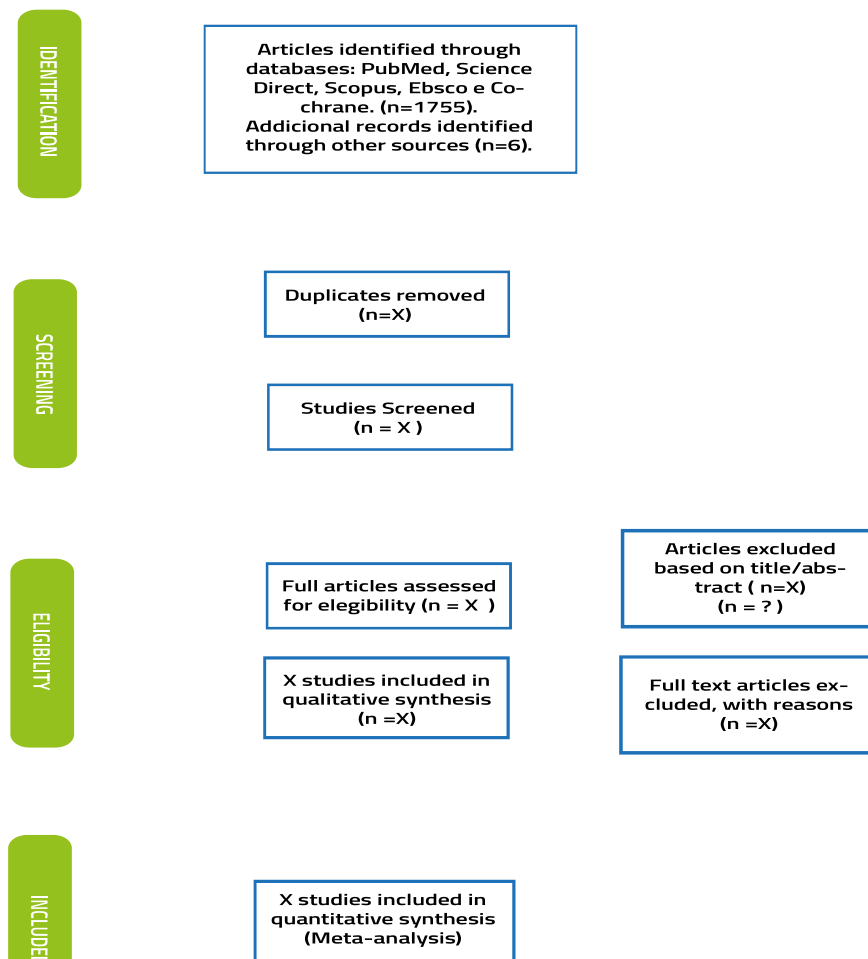 IDENTIFICATION
Articles identified through
databases: PubMed, Science
Direct, Scopus, Ebsco e Co-
chrane. (n=1755).
Addicional records identified
through other sources (n=6).
SCREENING
Duplicates removed
(n=X)
Studies Screened
(n = X )
ELIGIBILITY
Full articles assessed
for elegibility (n = X )
Articles excluded
based on title/abs-
tract ( n=X)
(n = ? )
X studies included in
qualitative synthesis
(n =X)
Full text articles ex-
cluded, with reasons
(n =X)
INCLUDED
X studies included in
quantitative synthesis
(Meta-analysis)